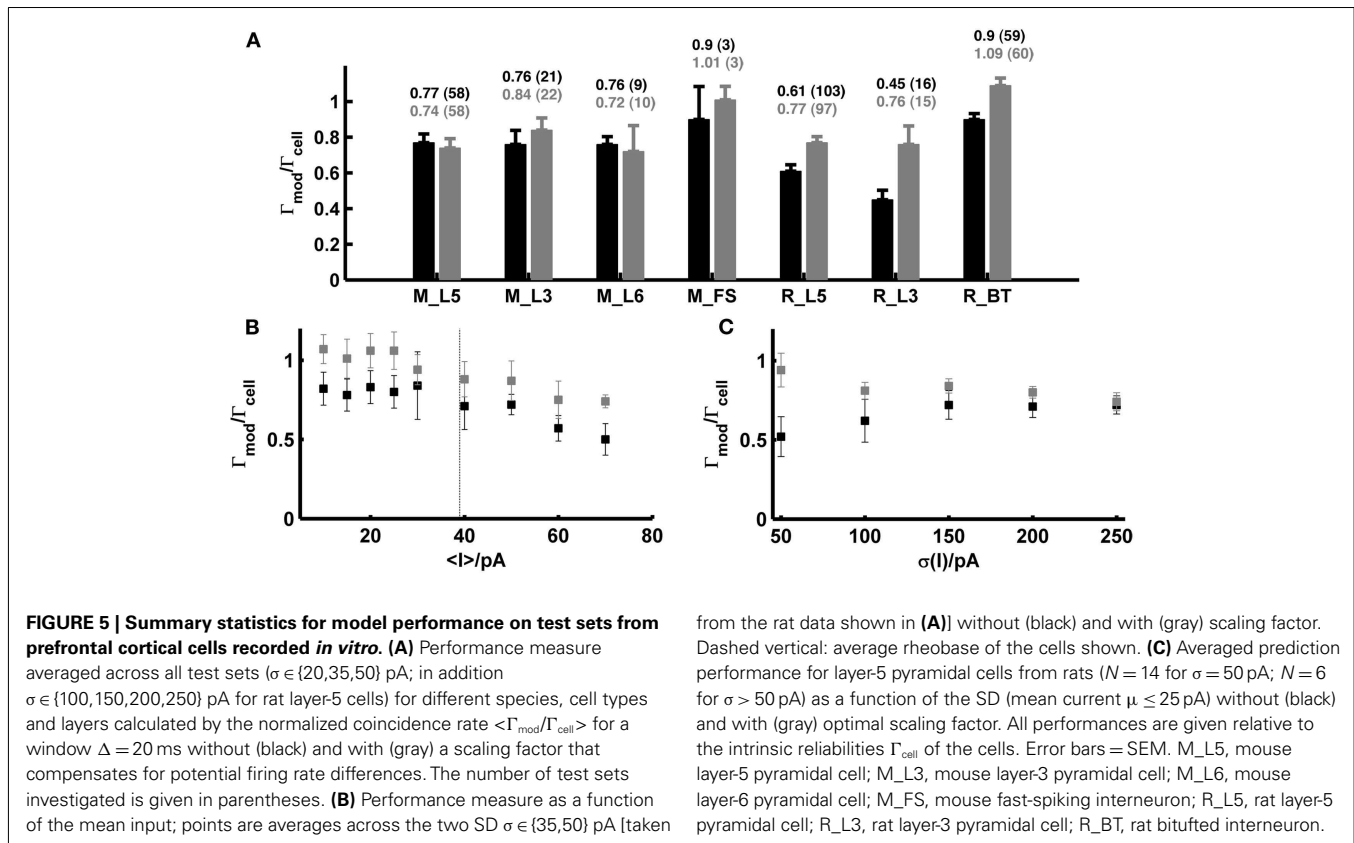 A
0.77 (58)
0.74 (58)
0.76 (21)
0.84 (22)
0.76 (9)
0.72 (10)
0.9 (3)
1.01 (3)
0.61 (103)
0.77 (97)
0.45 (16)
0.76 (15)
0.9 (59)
1.09 (60)
Γmod/Γcell
1
0.8
0.6
0.4
0.2
0
M_L5 M_L3 M_L6 M_FS R_L5 R_L3 R_BT
B
Γmod/Γcell
1
0.5
0
20 40 60 80
<I>/pA
C
Γmod/Γcell
1
0.5
0
50 100 150 200 250
σ(I)/pA
FIGURE 5 | Summary statistics for model performance on test sets from
prefrontal cortical cells recorded in vitro. (A) Performance measure
averaged across all test sets (σ∈{20,35,50} pA; in addition
σ∈{100,150,200,250} pA for rat layer-5 cells) for different species, cell types
and layers calculated by the normalized coincidence rate <Γmod/Γcell> for a
window Δ = 20 ms without (black) and with (gray) a scaling factor that
compensates for potential firing rate differences. The number of test sets
investigated is given in parentheses. (B) Performance measure as a function
of the mean input; points are averages across the two SD σ∈{35,50} pA [taken
from the rat data shown in (A)] without (black) and with (gray) scaling factor.
Dashed vertical: average rheobase of the cells shown. (C) Averaged prediction
performance for layer-5 pyramidal cells from rats (N = 14 for σ = 50 pA; N = 6
for σ > 50 pA) as a function of the SD (mean current μ ≤ 25 pA) without (black)
and with (gray) optimal scaling factor. All performances are given relative to
the intrinsic reliabilities Γcell of the cells. Error bars = SEM. M_L5, mouse
layer-5 pyramidal cell; M_L3, mouse layer-3 pyramidal cell; M_L6, mouse
layer-6 pyramidal cell; M_FS, mouse fast-spiking interneuron; R_L5, rat layer-5
pyramidal cell; R_L3, rat layer-3 pyramidal cell; R_BT, rat bitufted interneuron.